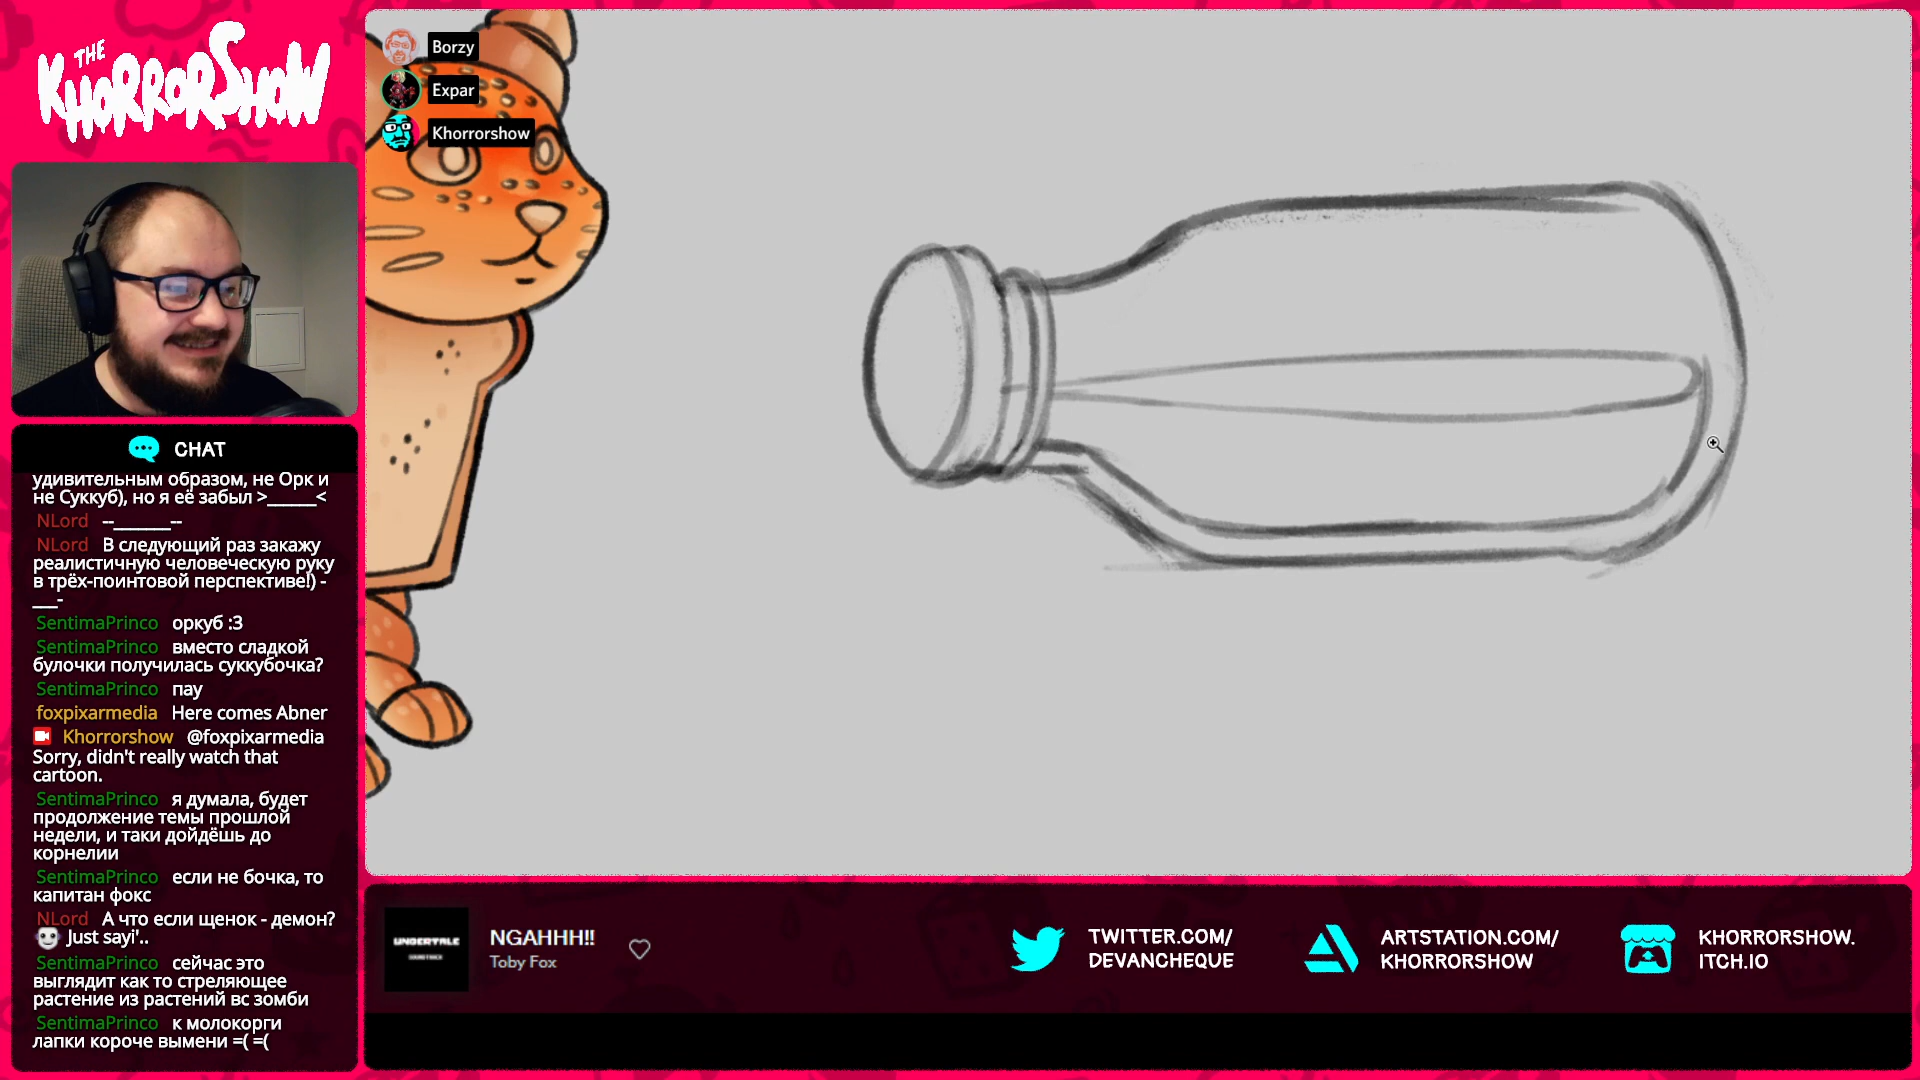 THE
KHORRORSHOW
Borzy
Expar
Khorrorshow
CHAT
удивительным образом, не Орк и
не Суккуб), но я её забыл >_____<
NLord --______--
NLord В следующий раз закажу
реалистичную человеческую руку
в трёх-поинтовой перспективе!) -
___-
SentimaPrinco оркуб :3
SentimaPrinco вместо сладкой
булочки получилась суккубочка?
SentimaPrinco пау
foxpixarmedia Here comes Abner
Khorrorshow @foxpixarmedia
Sorry, didn't really watch that
cartoon.
SentimaPrinco я думала, будет
продолжение темы прошлой
недели, и таки дойдёшь до
корнелии
SentimaPrinco если не бочка, то
капитан фокс
NLord А что если щенок - демон?
Just sayi'..
SentimaPrinco сейчас это
выглядит как то стреляющее
растение из растений вс зомби
SentimaPrinco к молокорги
лапки короче вымени =( =(
UNDERTALE
SOUNDTRACK
NGAHHH!!
Toby Fox
TWITTER.COM/
DEVANCHEQUE
ARTSTATION.COM/
KHORRORSHOW
KHORRORSHOW.
ITCH.IO